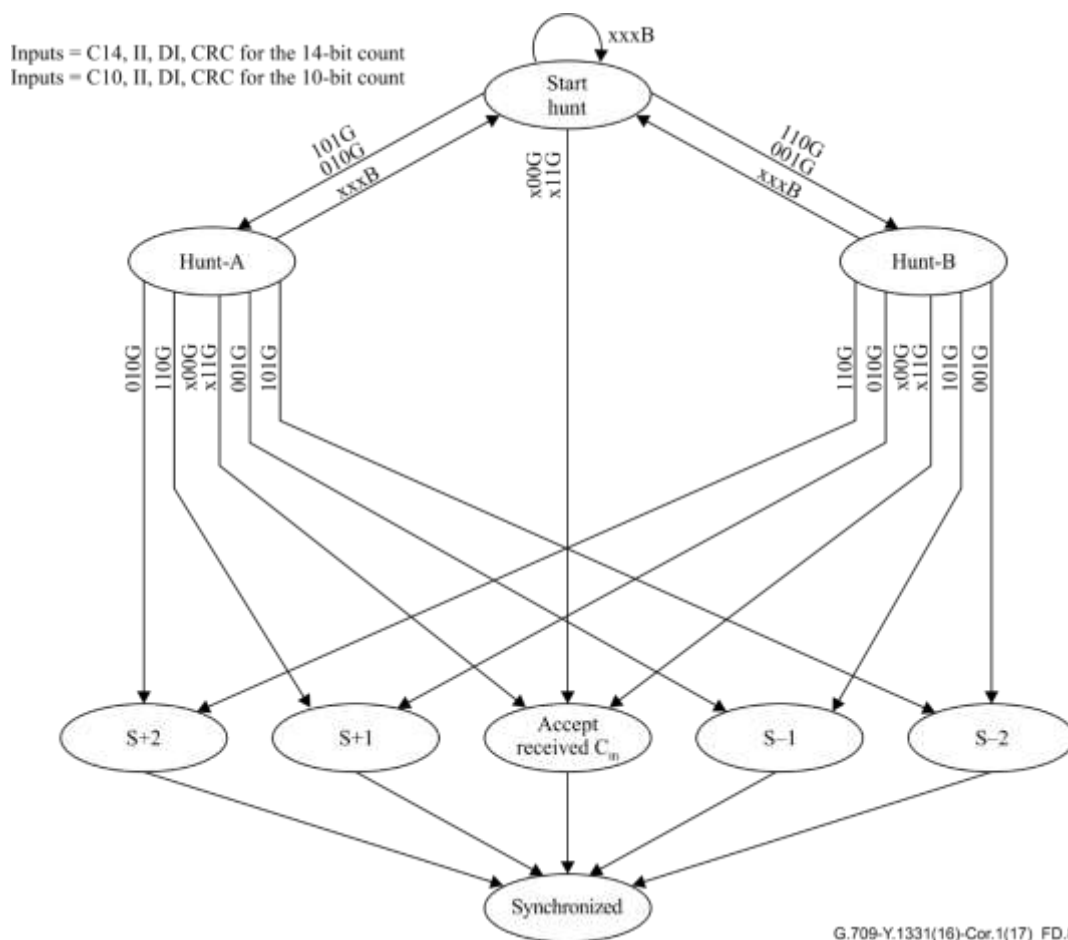 xxxB
Inputs = C14, II, DI, CRC for the 14-bit count
Inputs = C10, II, DI, CRC for the 10-bit count
Start
hunt
101G
010G
xxxB
x00G
x11G
110G
001G
xxxB
Hunt-A
Hunt-B
010G
110G
x00G
x11G
001G
101G
110G
010G
x00G
x11G
101G
001G
S+2
S+1
Accept
received Cm
S–1
S–2
Synchronized
G.709-Y.1331(16)-Cor.1(17)_FD.